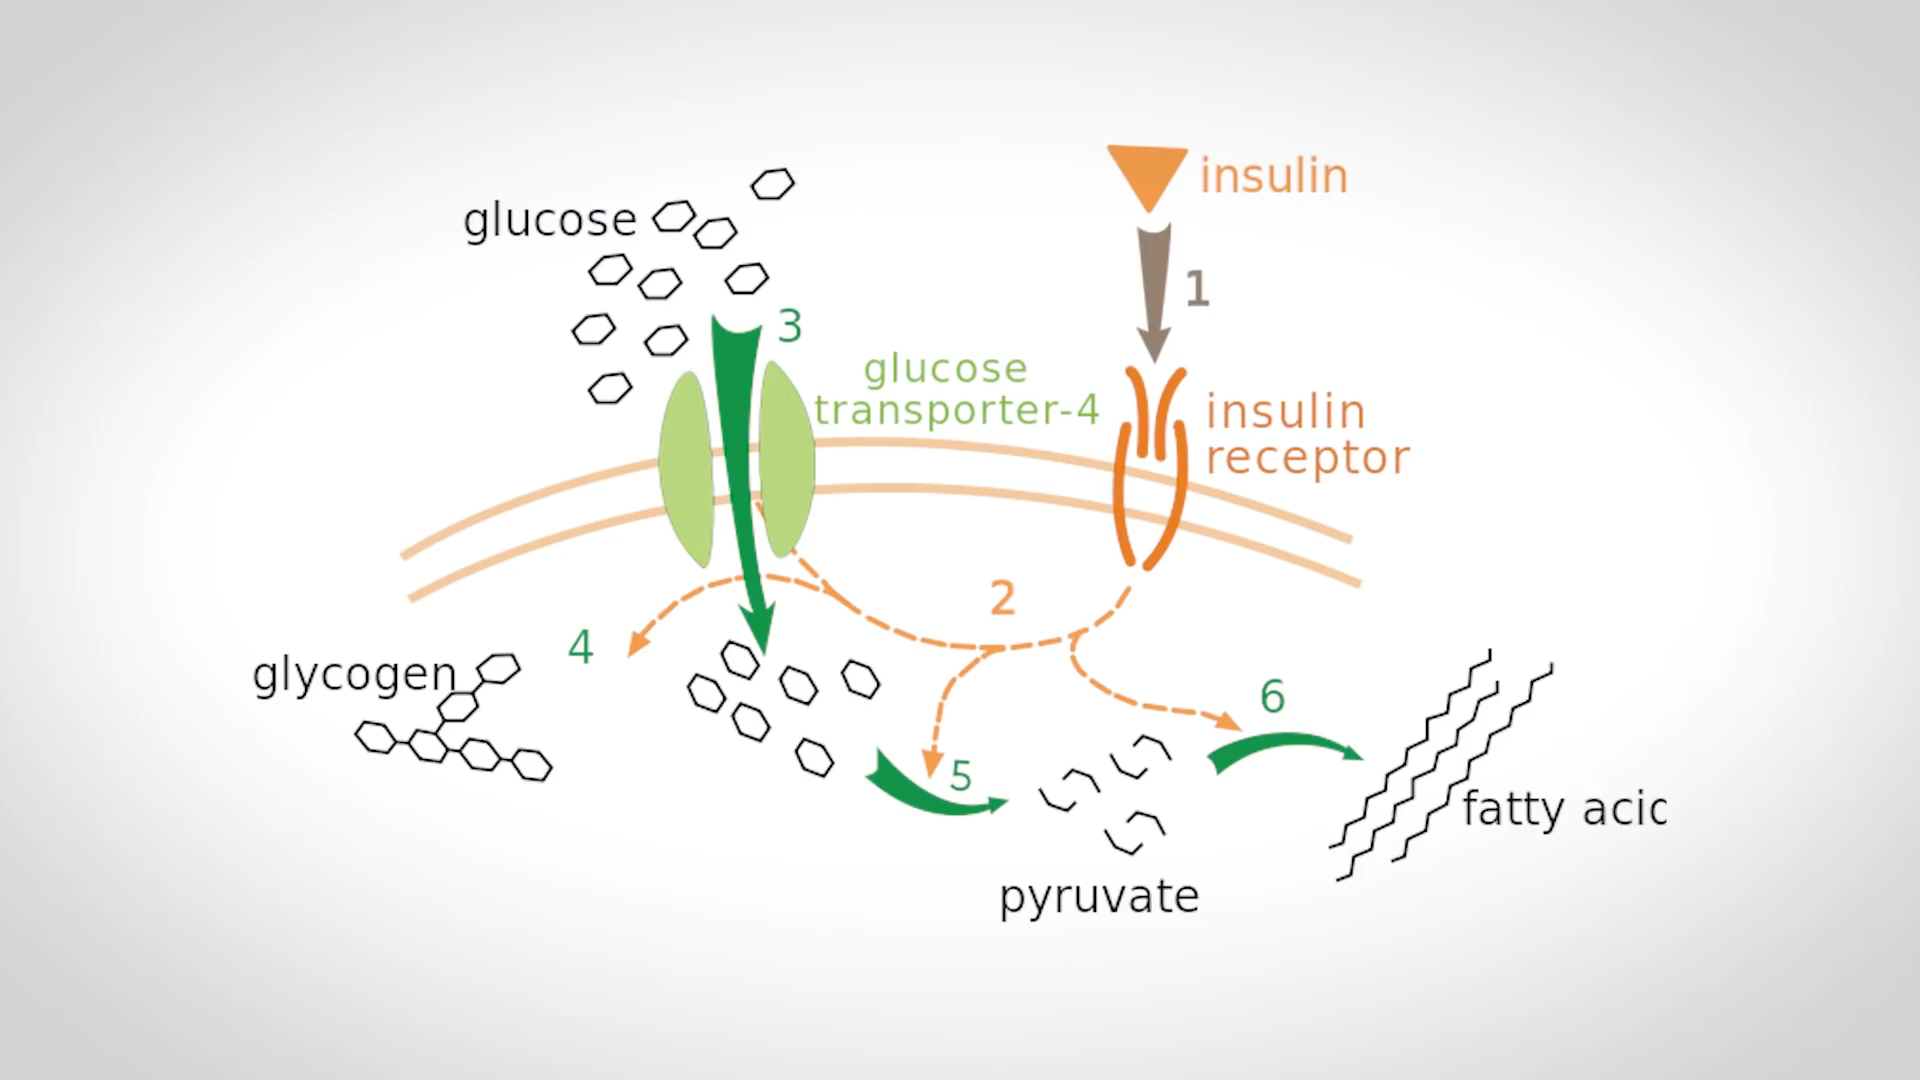 insulin
glucose
1
3
glucose
transporter-4
insulin
receptor
2
4
glycogen
6
5
fatty acic
pyruvate